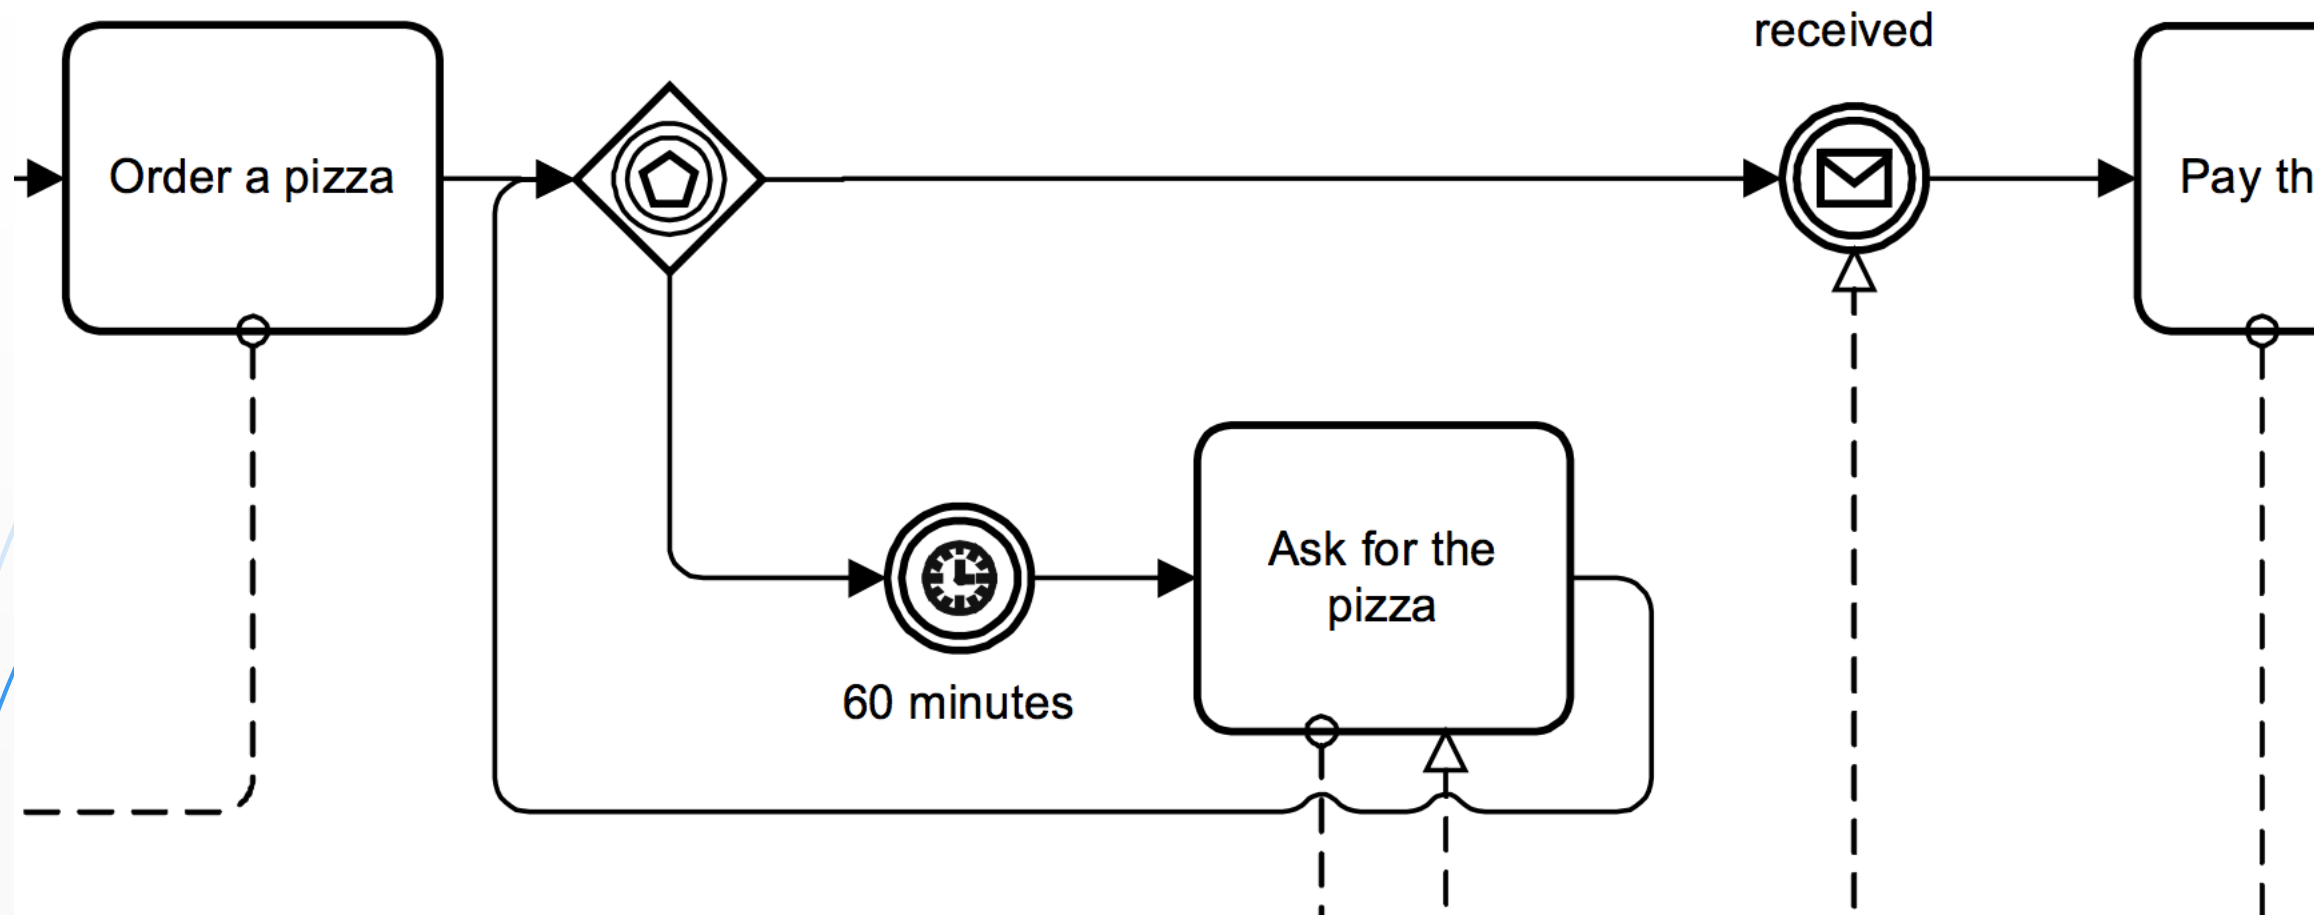 received
Order a pizza
Pay th
Ask for the
pizza
60 minutes